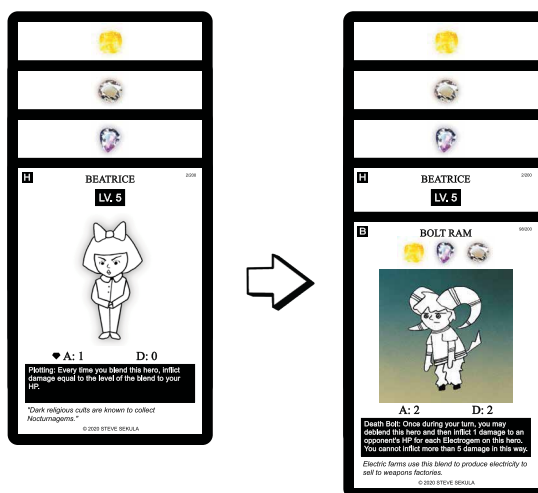 H
BEATRICE
2/200
LV. 5
A: 1
D: 0
Plotting: Every time you blend this hero, inflict
damage equal to the level of the blend to your
HP.
"Dark religious cults are known to collect
Nocturnagems."
© 2020 STEVE SEKULA
H
BEATRICE
2/200
LV. 5
B
BOLT RAM
98/200
A: 2
D: 2
Death Bolt: Once during your turn, you may
deblend this hero and then inflict 1 damage to an
opponent's HP for each Electrogem on this hero.
You cannot inflict more than 5 damage in this way.
Electric farms use this blend to produce electricity to
sell to weapons factories.
© 2020 STEVE SEKULA